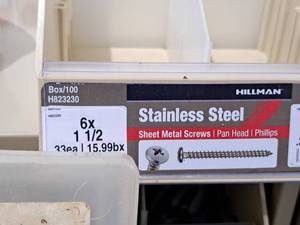 Box/100
H823230
HILLMAN
H823230
6x
1 1/2
33ea | 15.99bx
Stainless Steel
Sheet Metal Screws | Pan Head | Phillips